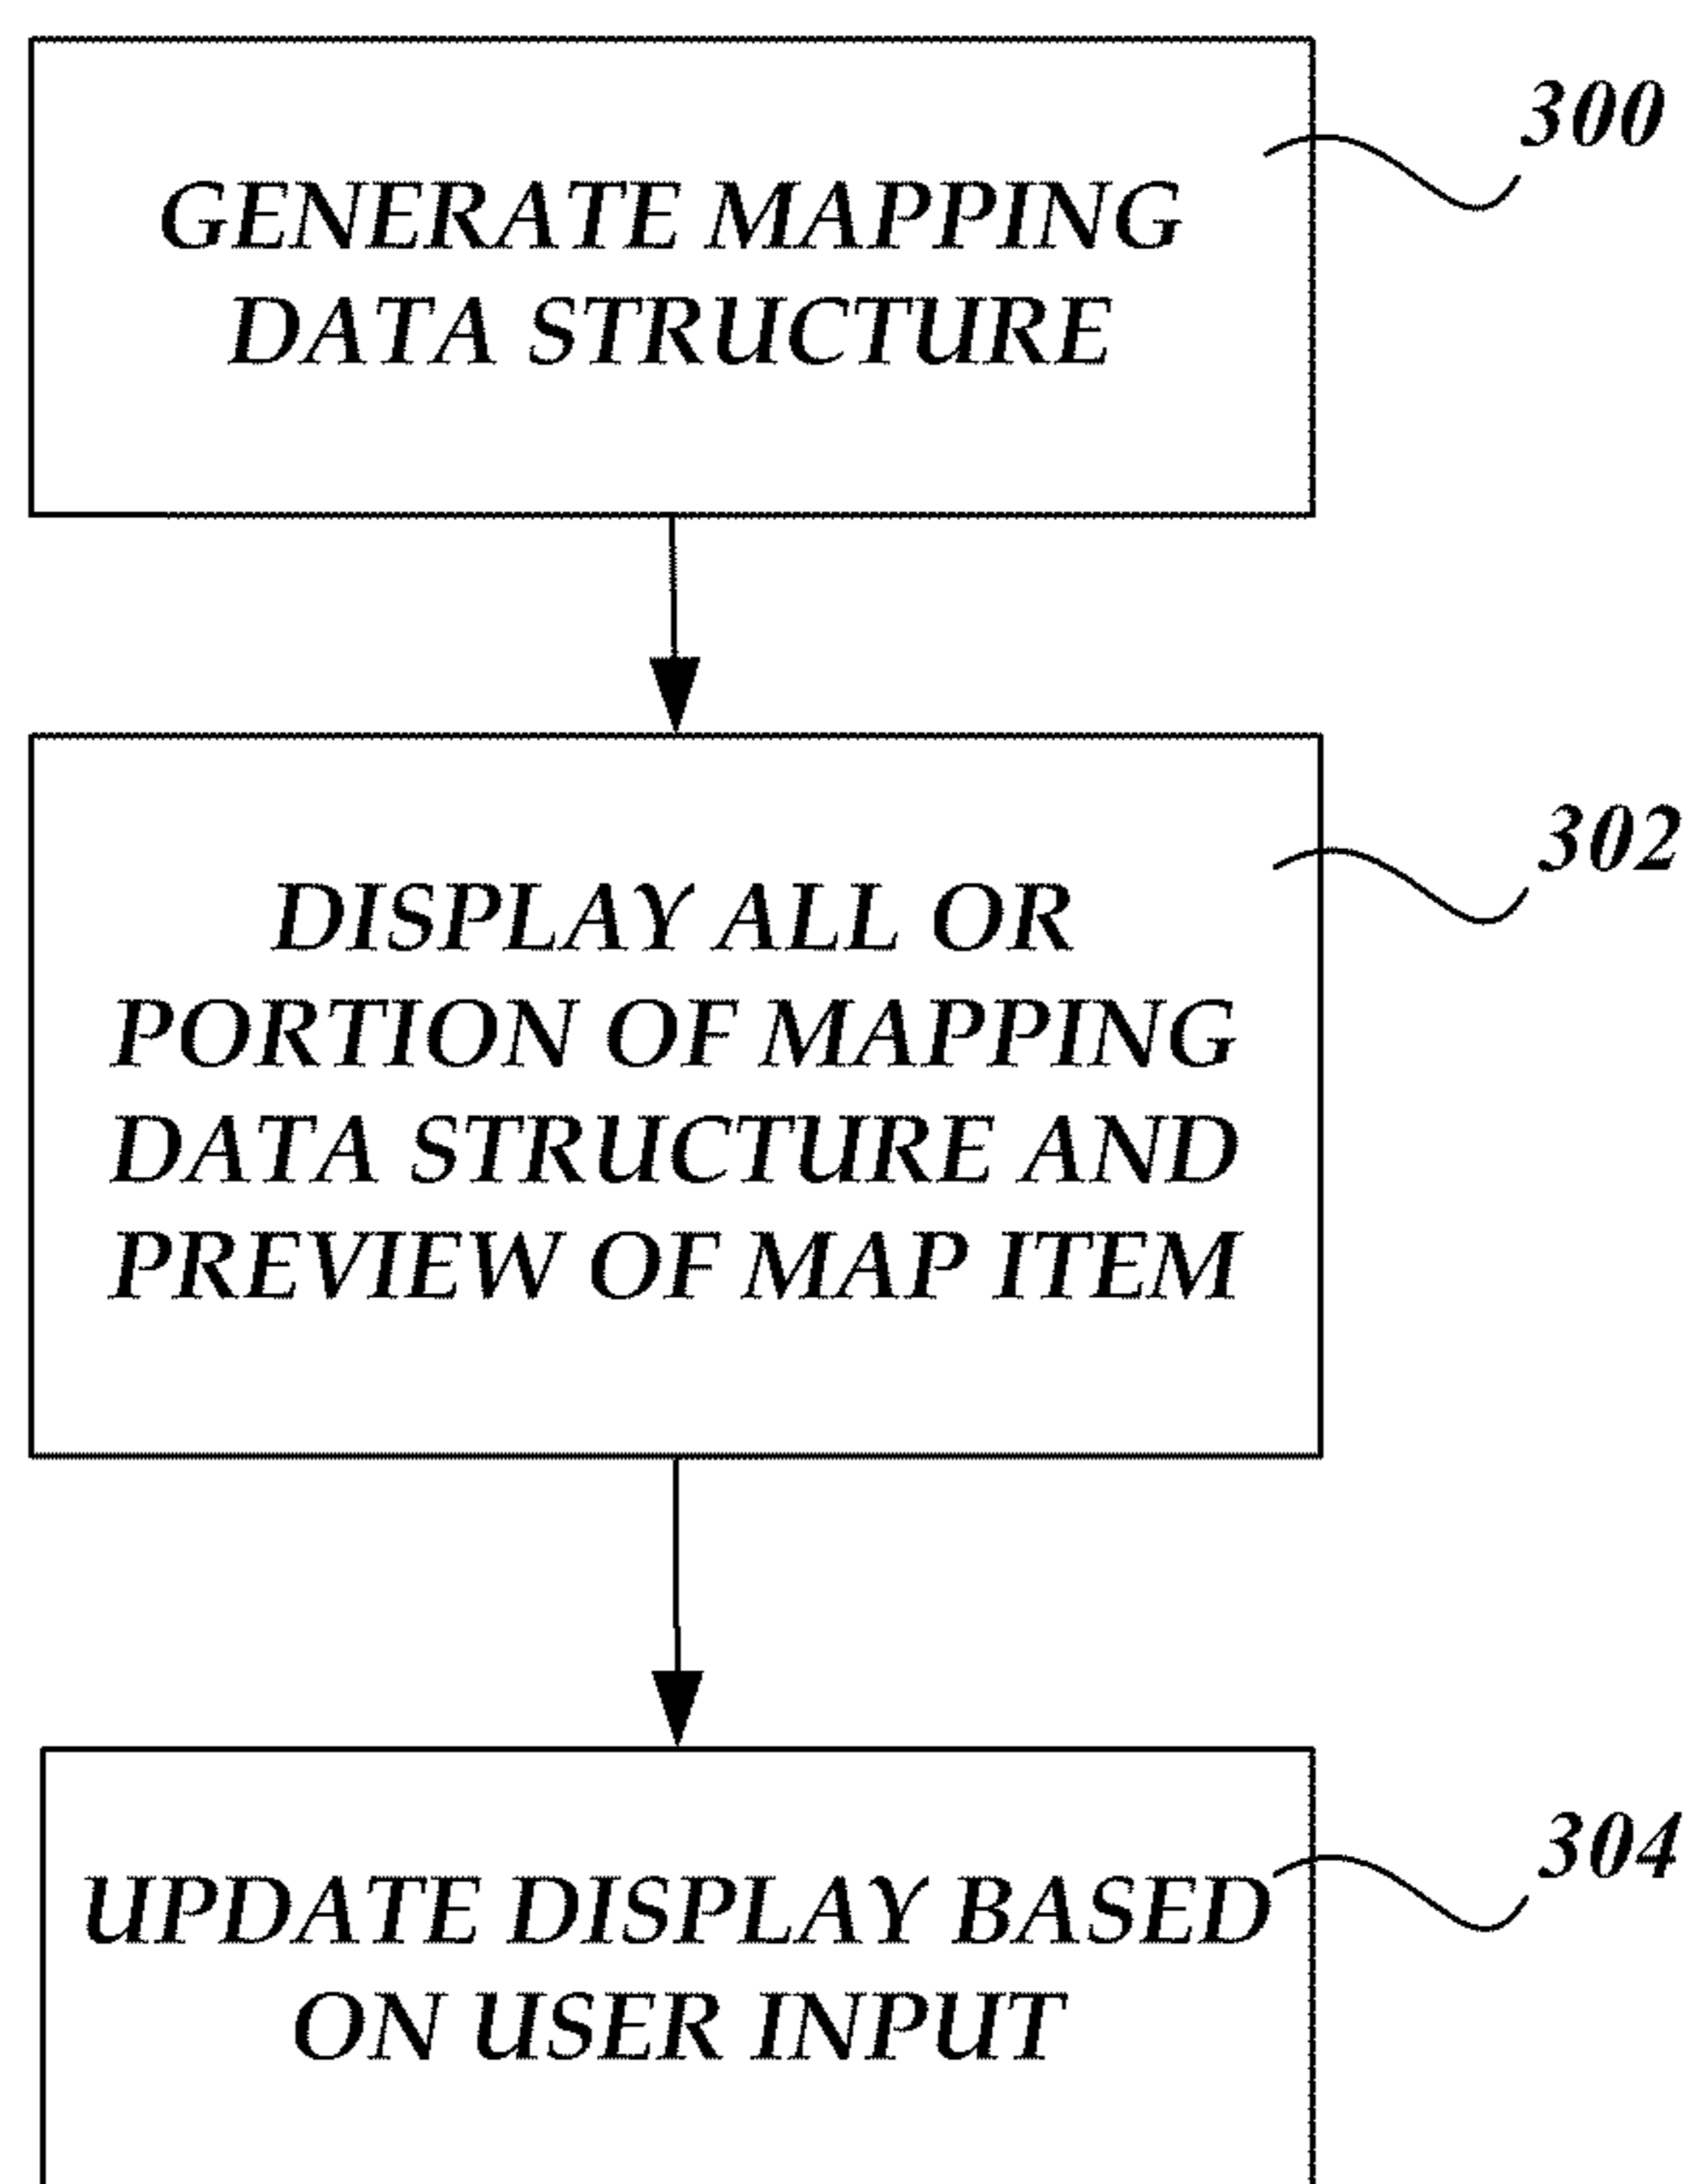 300
GENERATE MAPPING
DATA STRUCTURE
302
DISPLAY ALL OR
PORTION OF MAPPING
DATA STRUCTURE AND
PREVIEW OF MAP ITEM
304
UPDATE DISPLAY BASED
ON USER INPUT